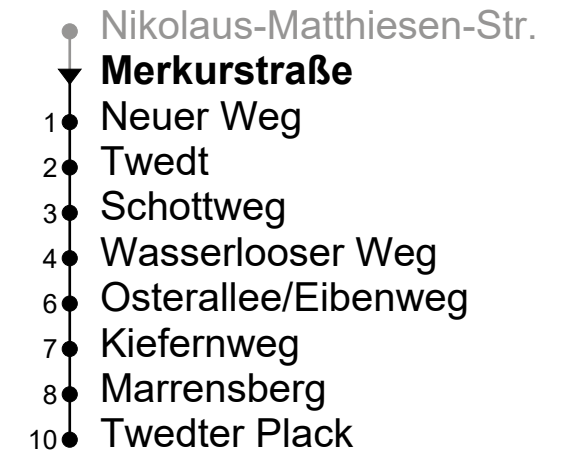 Nikolaus-Matthiesen-Str.
Merkurstraße
1 Neuer Weg
2 Twedt
3 Schottweg
4 Wasserlooser Weg
6 Osterallee/Eibenweg
7 Kiefernweg
8 Marrensberg
10 Twedter Plack